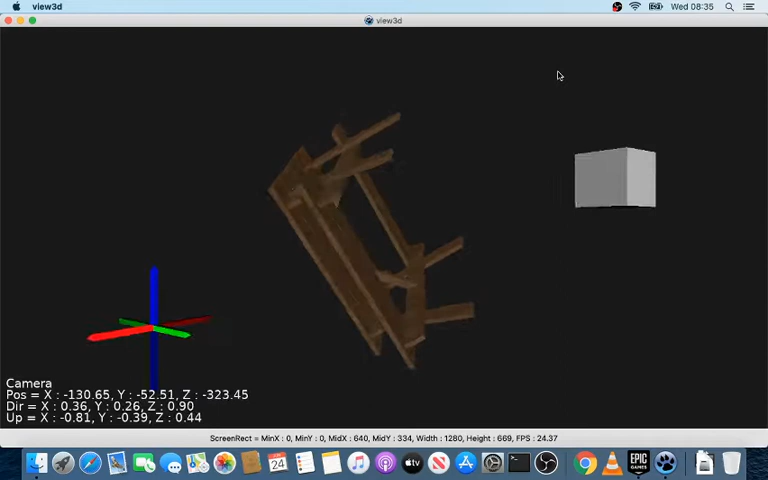 view3d
Wed 08:35
view3d
Camera
Pos = X : -130.65, Y : -52.51, Z : -323.45
Dir = X : 0.36, Y : 0.26, Z : 0.90
Up = X : -0.81, Y : -0.39, Z : 0.44
ScreenRect = MinX : 0, MinY : 0, MidX : 640, MidY : 334, Width : 1280, Height : 669, FPS : 24.37
24
tv
EPIC
GAMES